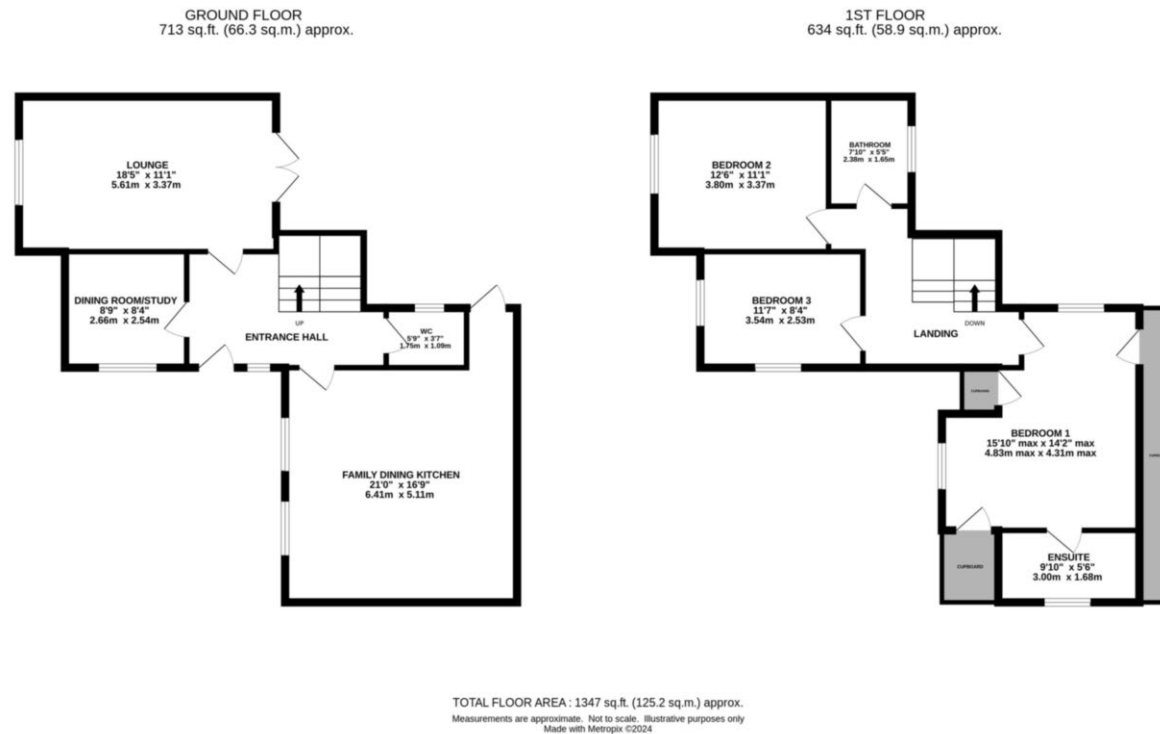 GROUND FLOOR
713 sq.ft. (66.3 sq.m.) approx.
LOUNGE
18'5" x 11'1"
5.61m x 3.37m
DINING ROOM/STUDY
8'9" x 8'4"
2.66m x 2.54m
UP
ENTRANCE HALL
WC
5'9" x 3'7"
1.75m x 1.09m
FAMILY DINING KITCHEN
21'0" x 16'9"
6.41m x 5.11m
1ST FLOOR
634 sq.ft. (58.9 sq.m.) approx.
BEDROOM 2
12'6" x 11'1"
3.80m x 3.37m
BATHROOM
7'10" x 5'5"
2.38m x 1.65m
BEDROOM 3
11'7" x 8'4"
3.54m x 2.53m
DOWN
LANDING
CUPBOARD
BEDROOM 1
15'10" max x 14'2" max
4.83m max x 4.31m max
CUPBOARD
ENSUITE
9'10" x 5'6"
3.00m x 1.68m
TOTAL FLOOR AREA : 1347 sq.ft. (125.2 sq.m.) approx.
Measurements are approximate. Not to scale. Illustrative purposes only
Made with Metropix ©2024